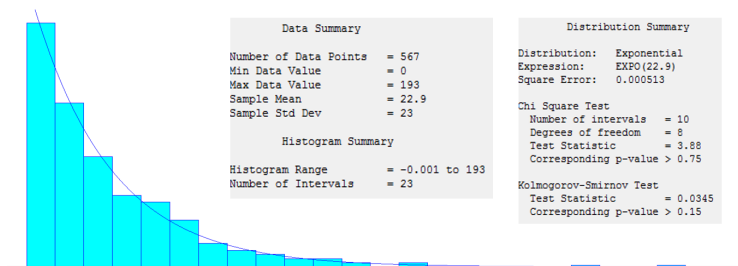 Data Summary
Number of Data Points = 567
Min Data Value = 0
Max Data Value = 193
Sample Mean = 22.9
Sample Std Dev = 23
Histogram Summary
Histogram Range = -0.001 to 193
Number of Intervals = 23
Distribution Summary
Distribution: Exponential
Expression: EXPO(22.9)
Square Error: 0.000513
Chi Square Test
Number of intervals = 10
Degrees of freedom = 8
Test Statistic = 3.88
Corresponding p-value > 0.75
Kolmogorov-Smirnov Test
Test Statistic = 0.0345
Corresponding p-value > 0.15